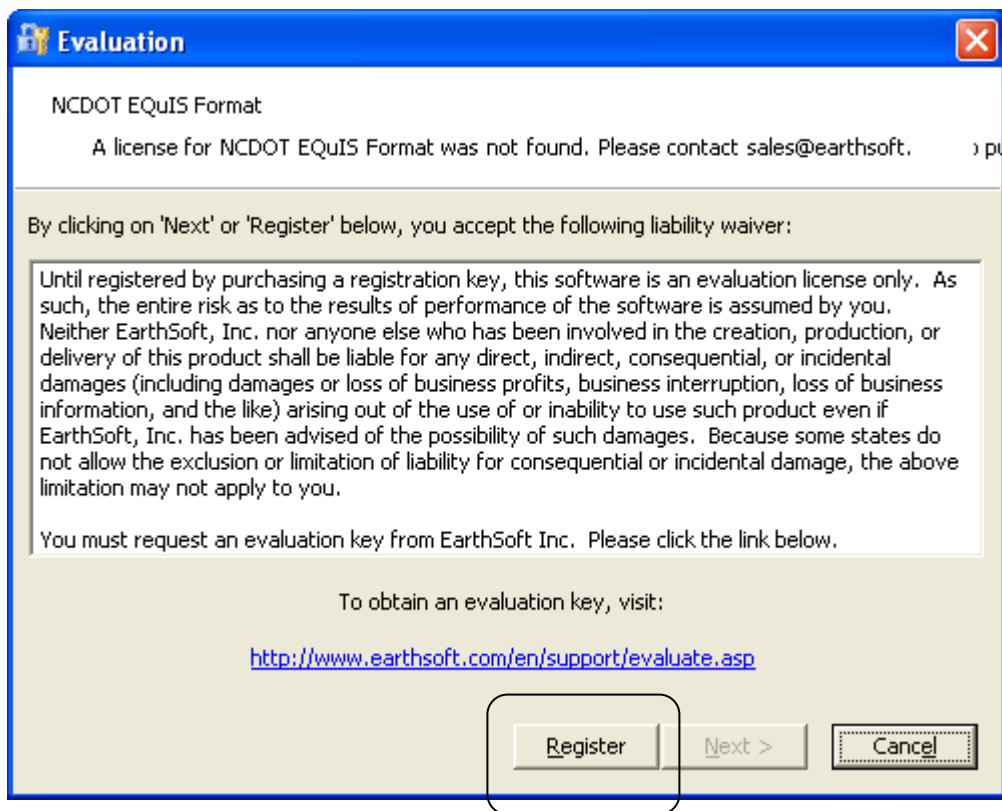 Evaluation
NCDOT EQuIS Format
A license for NCDOT EQuIS Format was not found. Please contact sales@earthsoft.
By clicking on 'Next' or 'Register' below, you accept the following liability waiver:
Until registered by purchasing a registration key, this software is an evaluation license only. As
such, the entire risk as to the results of performance of the software is assumed by you.
Neither EarthSoft, Inc. nor anyone else who has been involved in the creation, production, or
delivery of this product shall be liable for any direct, indirect, consequential, or incidental
damages (including damages or loss of business profits, business interruption, loss of business
information, and the like) arising out of the use of or inability to use such product even if
EarthSoft, Inc. has been advised of the possibility of such damages. Because some states do
not allow the exclusion or limitation of liability for consequential or incidental damage, the above
limitation may not apply to you.
You must request an evaluation key from EarthSoft Inc. Please click the link below.
To obtain an evaluation key, visit:
http://www.earthsoft.com/en/support/evaluate.asp
Register Next > Cancel